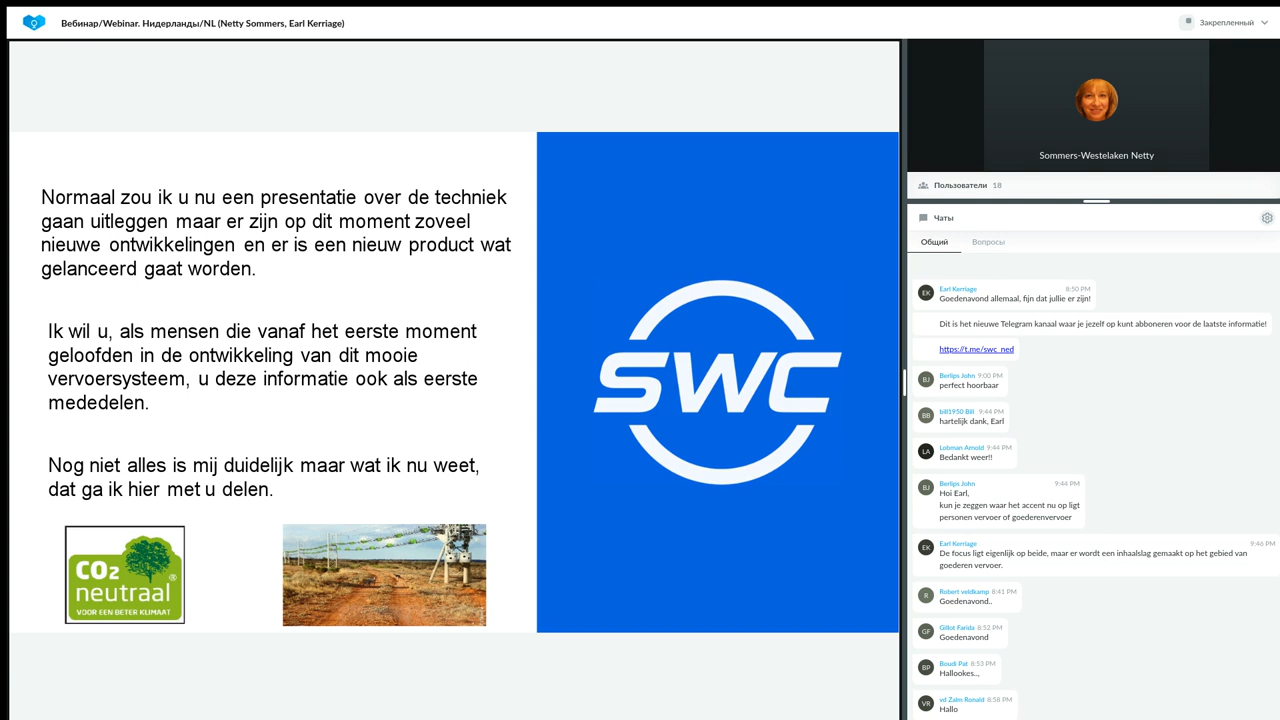 Вебинар/Webinar. Нидерланды/NL (Netty Sommers, Earl Kerriage)
Закрепленный
Normaal zou ik u nu een presentatie over de techniek
gaan uitleggen maar er zijn op dit moment zoveel
nieuwe ontwikkelingen en er is een nieuw product wat
gelanceerd gaat worden.
Ik wil u, als mensen die vanaf het eerste moment
geloofden in de ontwikkeling van dit mooie
vervoersysteem, u deze informatie ook als eerste
mededelen.
Nog niet alles is mij duidelijk maar wat ik nu weet,
dat ga ik hier met u delen.
CO2
neutraal®
VOOR EEN BETER KLIMAAT
SWC
Sommers-Westelaken Netty
Пользователи 18
Чаты
Общий Вопросы
EK Earl Kerriage 8:50 PM
Goedenavond allemaal, fijn dat jullie er zijn!
Dit is het nieuwe Telegram kanaal waar je jezelf op kunt abboneren voor de laatste informatie!
https://t.me/swc_ned
BJ Berlips John 9:00 PM
perfect hoorbaar
BB bill1950 Bill 9:44 PM
hartelijk dank, Earl
LA Lobman Arnold 9:44 PM
Bedankt weer!!
BJ Berlips John 9:44 PM
Hoi Earl,
kun je zeggen waar het accent nu op ligt
personen vervoer of goederenvervoer
EK Earl Kerriage 9:46 PM
De focus ligt eigenlijk op beide, maar er wordt een inhaalslag gemaakt op het gebied van
goederen vervoer.
R Robert veldkamp 8:41 PM
Goedenavond..
GF Gillot Farida 8:52 PM
Goedenavond
BP Boudi Pat 8:53 PM
Hallookes..,
VR vd Zalm Ronald 8:58 PM
Hallo